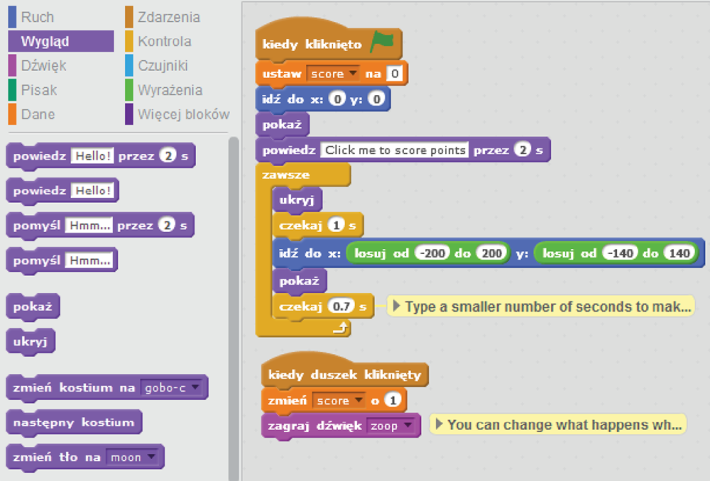 Ruch
Zdarzenia
Wygląd
Kontrola
Dźwięk
Czujniki
Pisak
Wyrażenia
Dane
Więcej bloków
powiedz Hello! przez 2 s
powiedz Hello!
pomyśl Hmm... przez 2 s
pomyśl Hmm...
pokaż
ukryj
zmień kostium na gobo-c
następny kostium
zmień tło na moon
kiedy kliknięto
ustaw score na 0
idź do x: 0 y: 0
pokaż
powiedz Click me to score points przez 2 s
zawsze
ukryj
czekaj 1 s
idź do x: losuj od -200 do 200 y: losuj od -140 do 140
pokaż
czekaj 0.7 s
Type a smaller number of seconds to mak...
kiedy duszek kliknięty
zmień score o 1
zagraj dźwięk zoop
You can change what happens wh...